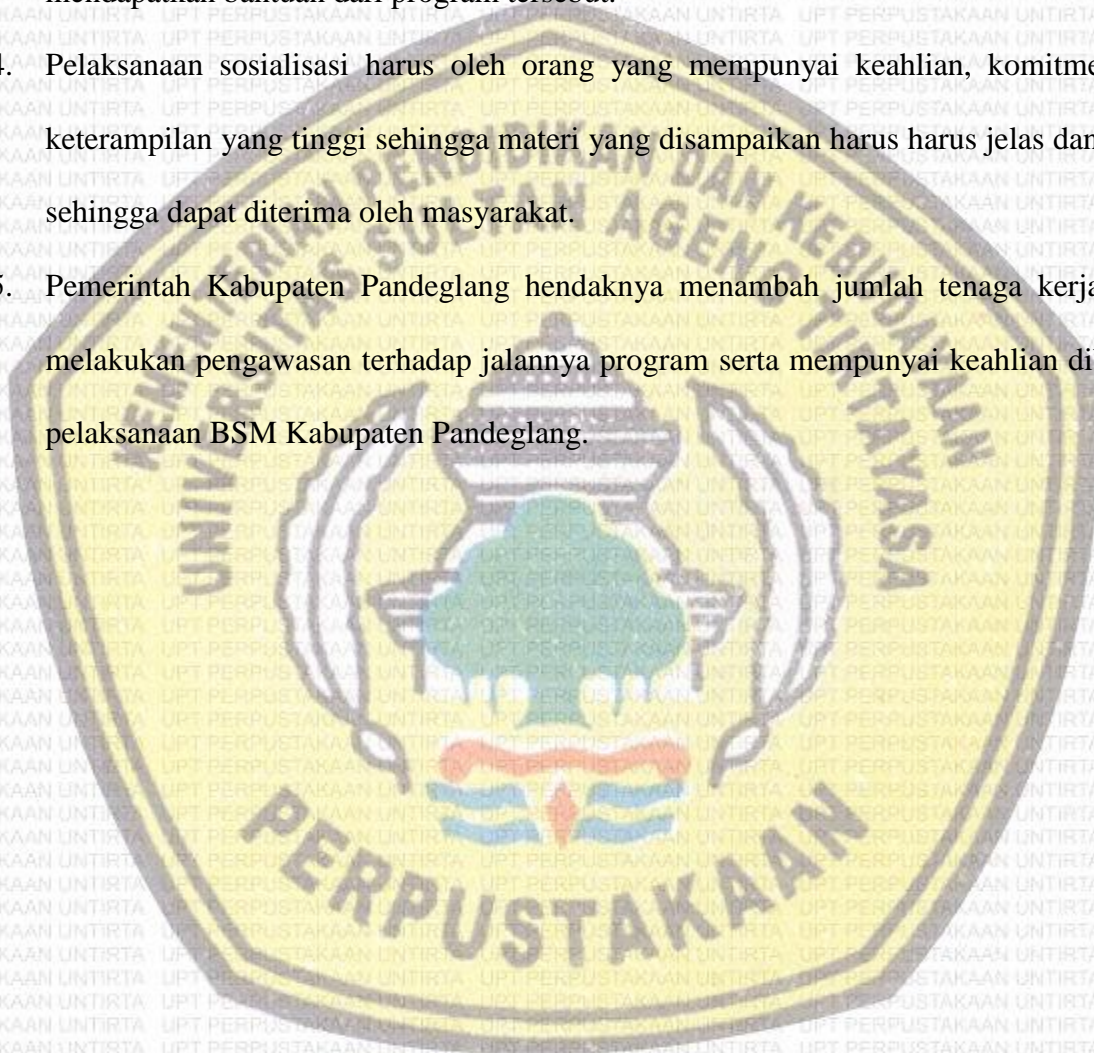 mendapatkan bantuan dari program tersebut.
4. Pelaksanaan sosialisasi harus oleh orang yang mempunyai keahlian, komitme
keterampilan yang tinggi sehingga materi yang disampaikan harus harus jelas dan
sehingga dapat diterima oleh masyarakat.
5. Pemerintah Kabupaten Pandeglang hendaknya menambah jumlah tenaga kerja
melakukan pengawasan terhadap jalannya program serta mempunyai keahlian di
pelaksanaan BSM Kabupaten Pandeglang.
KEMENTERIAN PENDIDIKAN DAN KEBUDAYAAN
UNIVERSITAS SULTAN AGENG TIRTAYASA
PERPUSTAKAAN